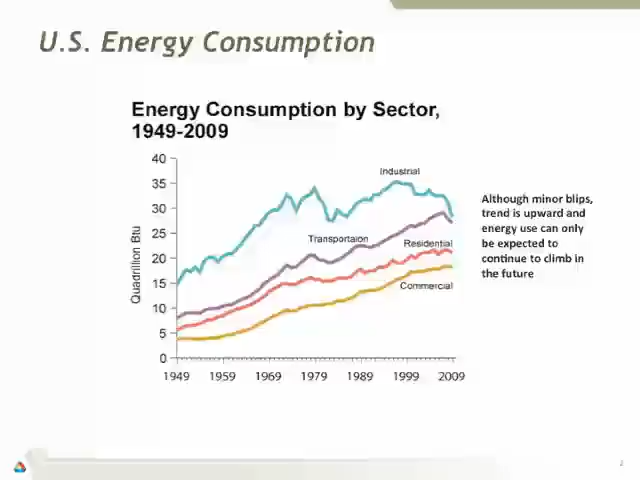 U.S. Energy Consumption
Energy Consumption by Sector,
1949-2009
40
35
30
25
20
15
10
5
0
Quadrillion Btu
Industrial
Transportaion
Residential
Commercial
1949 1959 1969 1979 1989 1999 2009
Although minor blips,
trend is upward and
energy use can only
be expected to
continue to climb in
the future
2